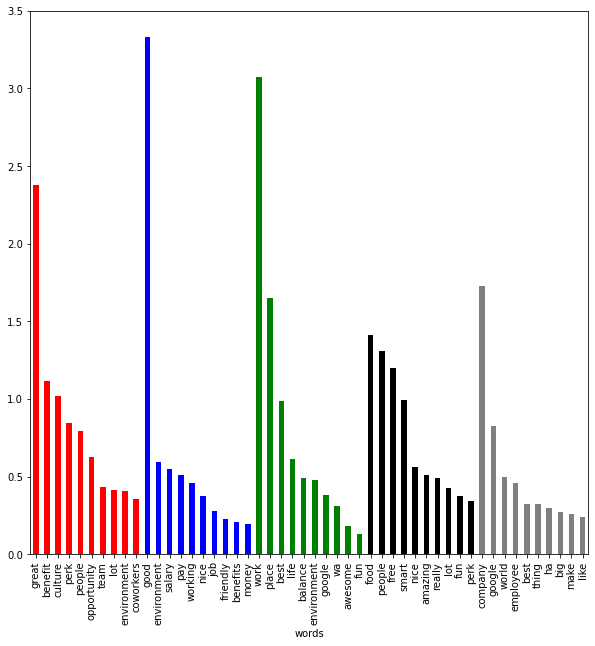 3.5
3.0
2.5
2.0
1.5
1.0
0.5
0.0
great
benefit
culture
perk
people
opportunity
team
lot
environment
coworkers
good
environment
salary
pay
working
nice
job
friendly
benefits
money
work
place
best
life
balance
environment
google
wa
awesome
fun
food
people
free
smart
nice
amazing
really
lot
fun
perk
company
google
world
employee
best
thing
ha
big
make
like
words